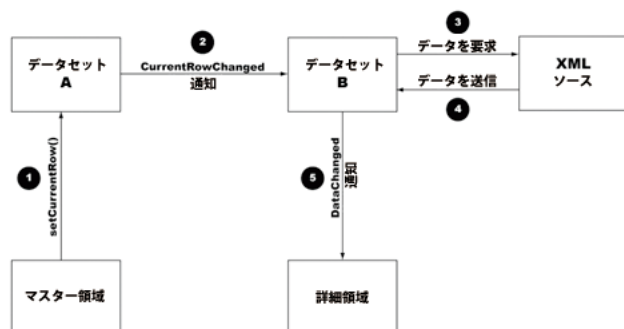 2
3
データセット
A
CurrentRowChanged
通知
データセット
B
データを要求
データを送信
XML
ソース
4
1
setCurrentRow()
5
DataChanged
通知
マスター領域
詳細領域